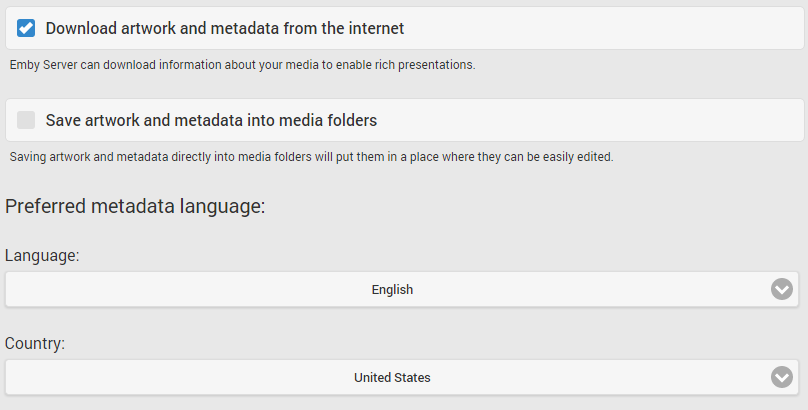 Download artwork and metadata from the internet
Emby Server can download information about your media to enable rich presentations.
Save artwork and metadata into media folders
Saving artwork and metadata directly into media folders will put them in a place where they can be easily edited.
Preferred metadata language:
Language:
English
Country:
United States